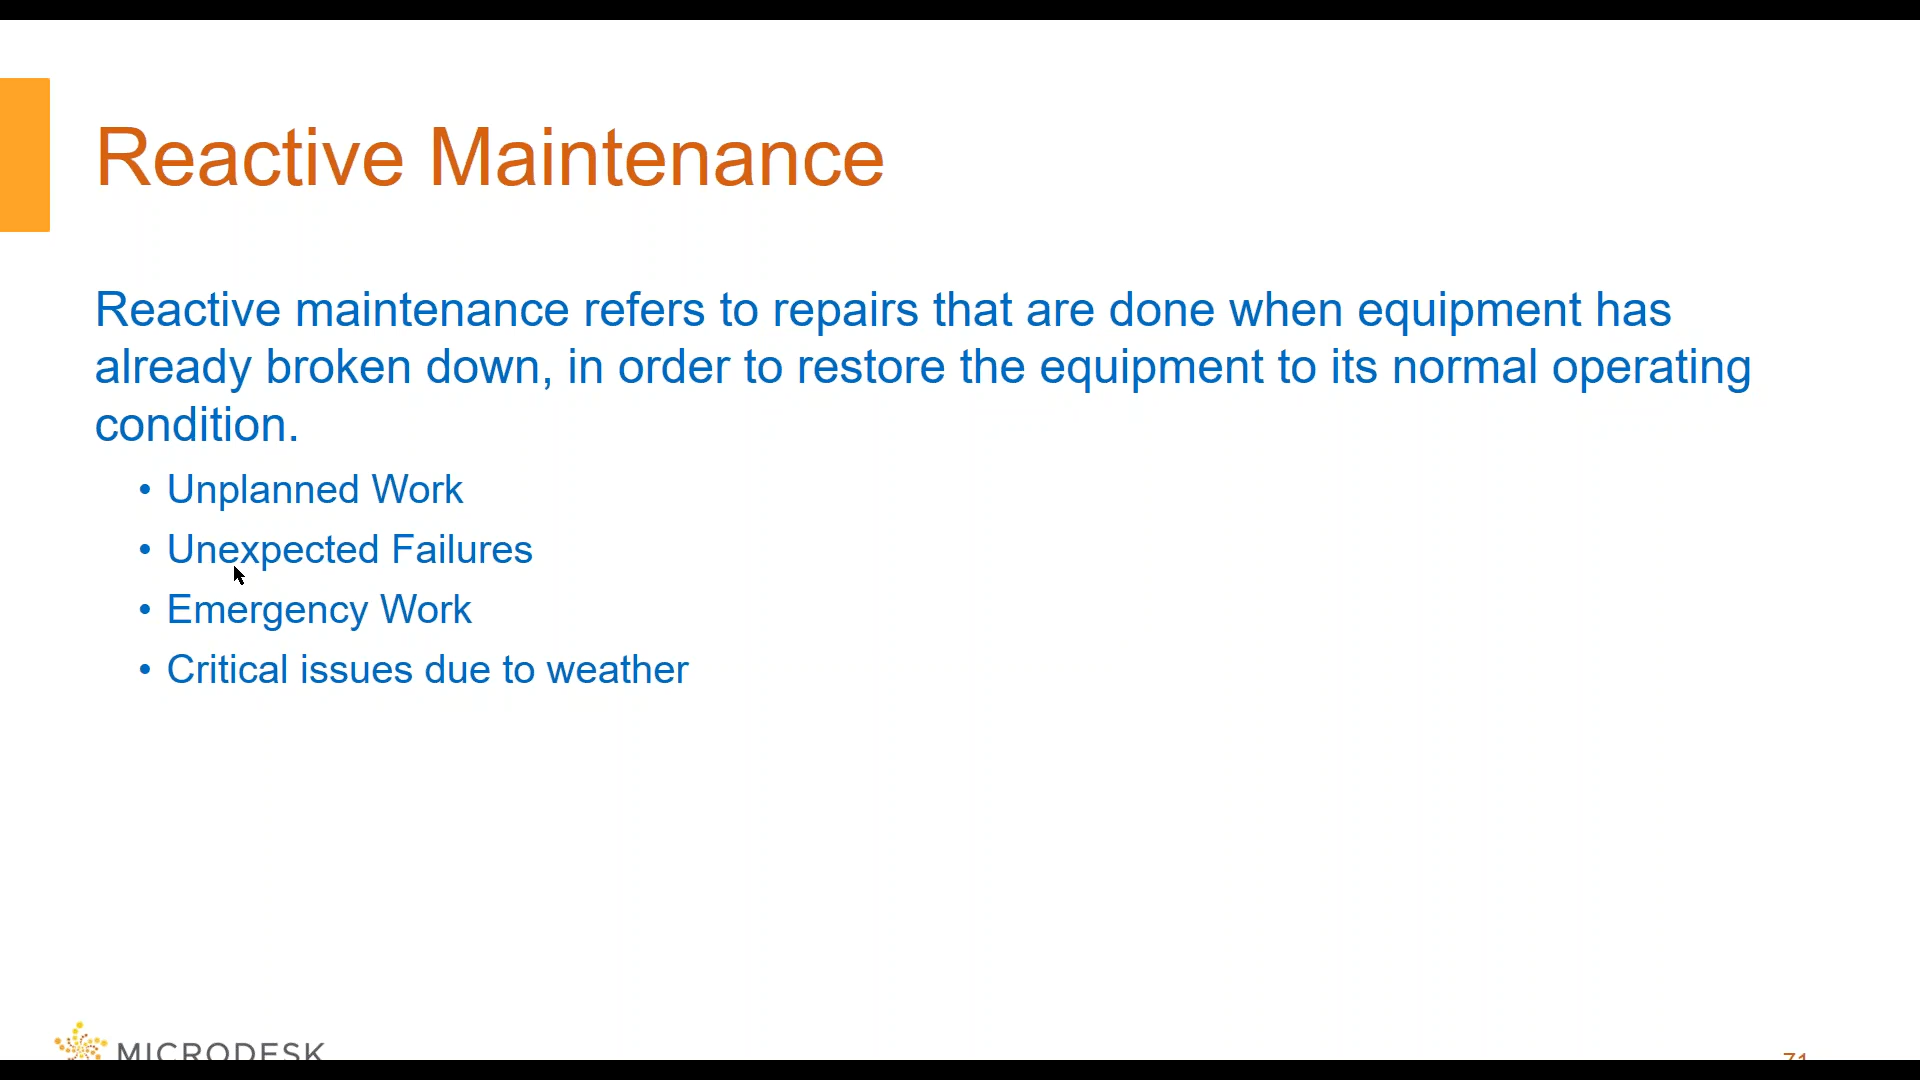 Reactive Maintenance
Reactive maintenance refers to repairs that are done when equipment has
already broken down, in order to restore the equipment to its normal operating
condition.
• Unplanned Work
• Unexpected Failures
• Emergency Work
• Critical issues due to weather
MICRODESK
71